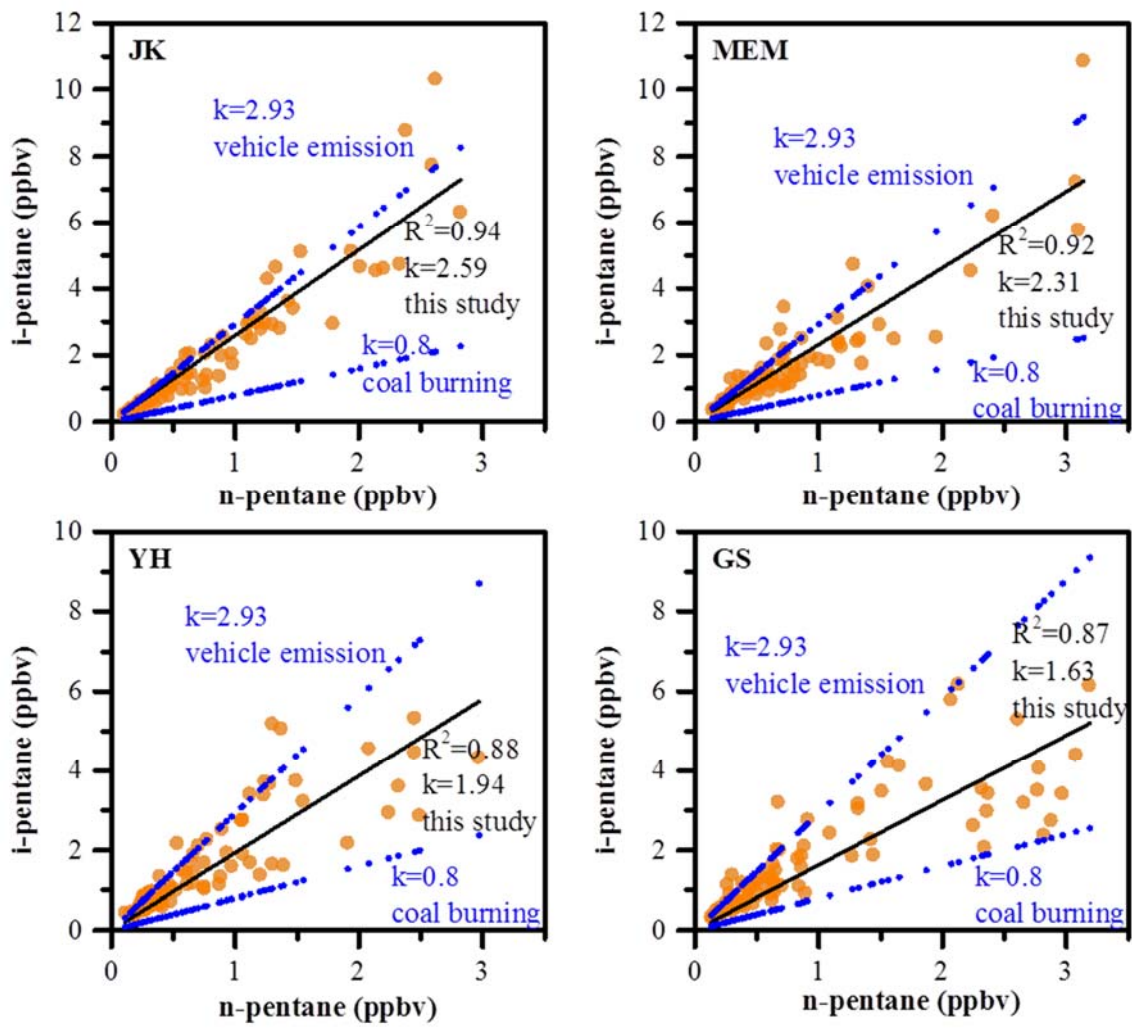 JK
k=2.93
vehicle emission
R²=0.94
k=2.59
this study
k=0.8
coal burning
i-pentane (ppbv)
12
10
8
6
4
2
0
0
1
2
3
n-pentane (ppbv)
MEM
k=2.93
vehicle emission
R²=0.92
k=2.31
this study
k=0.8
coal burning
i-pentane (ppbv)
12
10
8
6
4
2
0
0
1
2
3
n-pentane (ppbv)
YH
k=2.93
vehicle emission
R²=0.88
k=1.94
this study
k=0.8
coal burning
i-pentane (ppbv)
10
8
6
4
2
0
0
1
2
3
n-pentane (ppbv)
GS
k=2.93
vehicle emission
R²=0.87
k=1.63
this study
k=0.8
coal burning
i-pentane (ppbv)
10
8
6
4
2
0
0
1
2
3
n-pentane (ppbv)